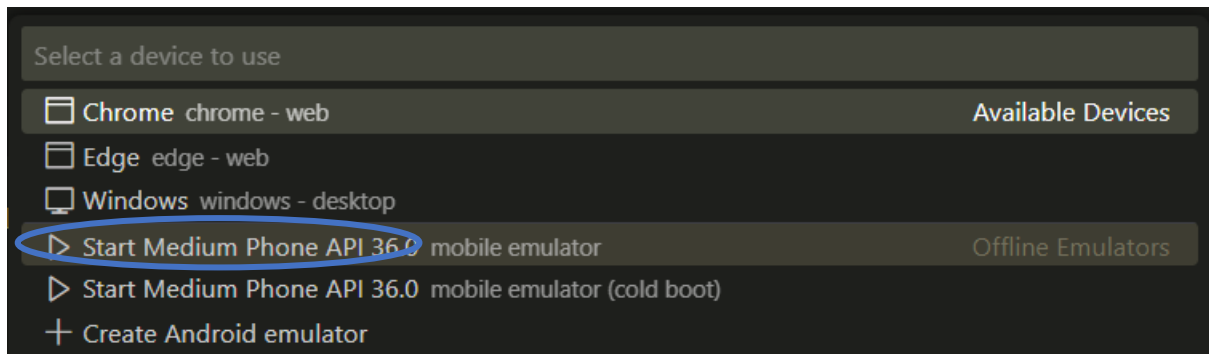 Select a device to use
Chrome chrome - web Available Devices
Edge edge - web
Windows windows - desktop
Start Medium Phone API 36.0 mobile emulator Offline Emulators
Start Medium Phone API 36.0 mobile emulator (cold boot)
Create Android emulator